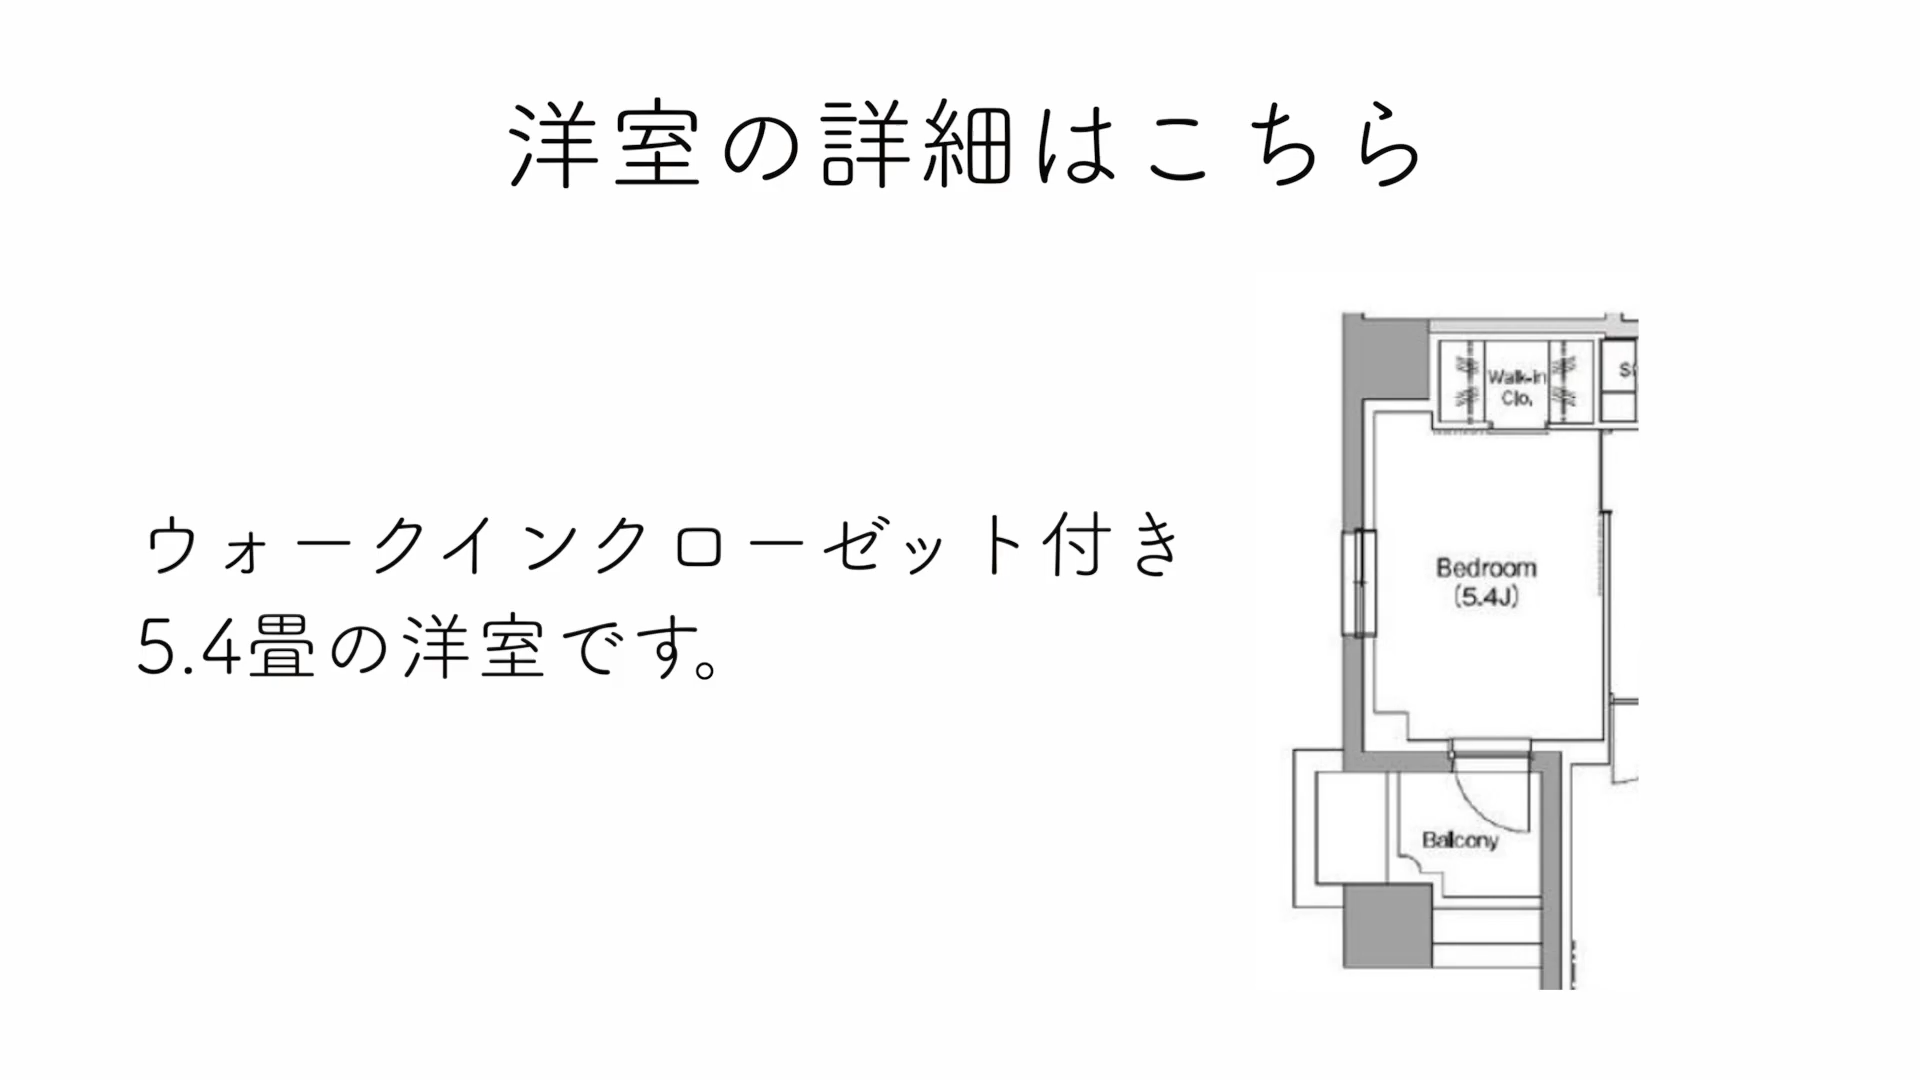 洋室の詳細はこちら
ウォークインクローゼット付き
5.4畳の洋室です。
Walk-in
Clo.
Bedroom
(5.4J)
Balcony